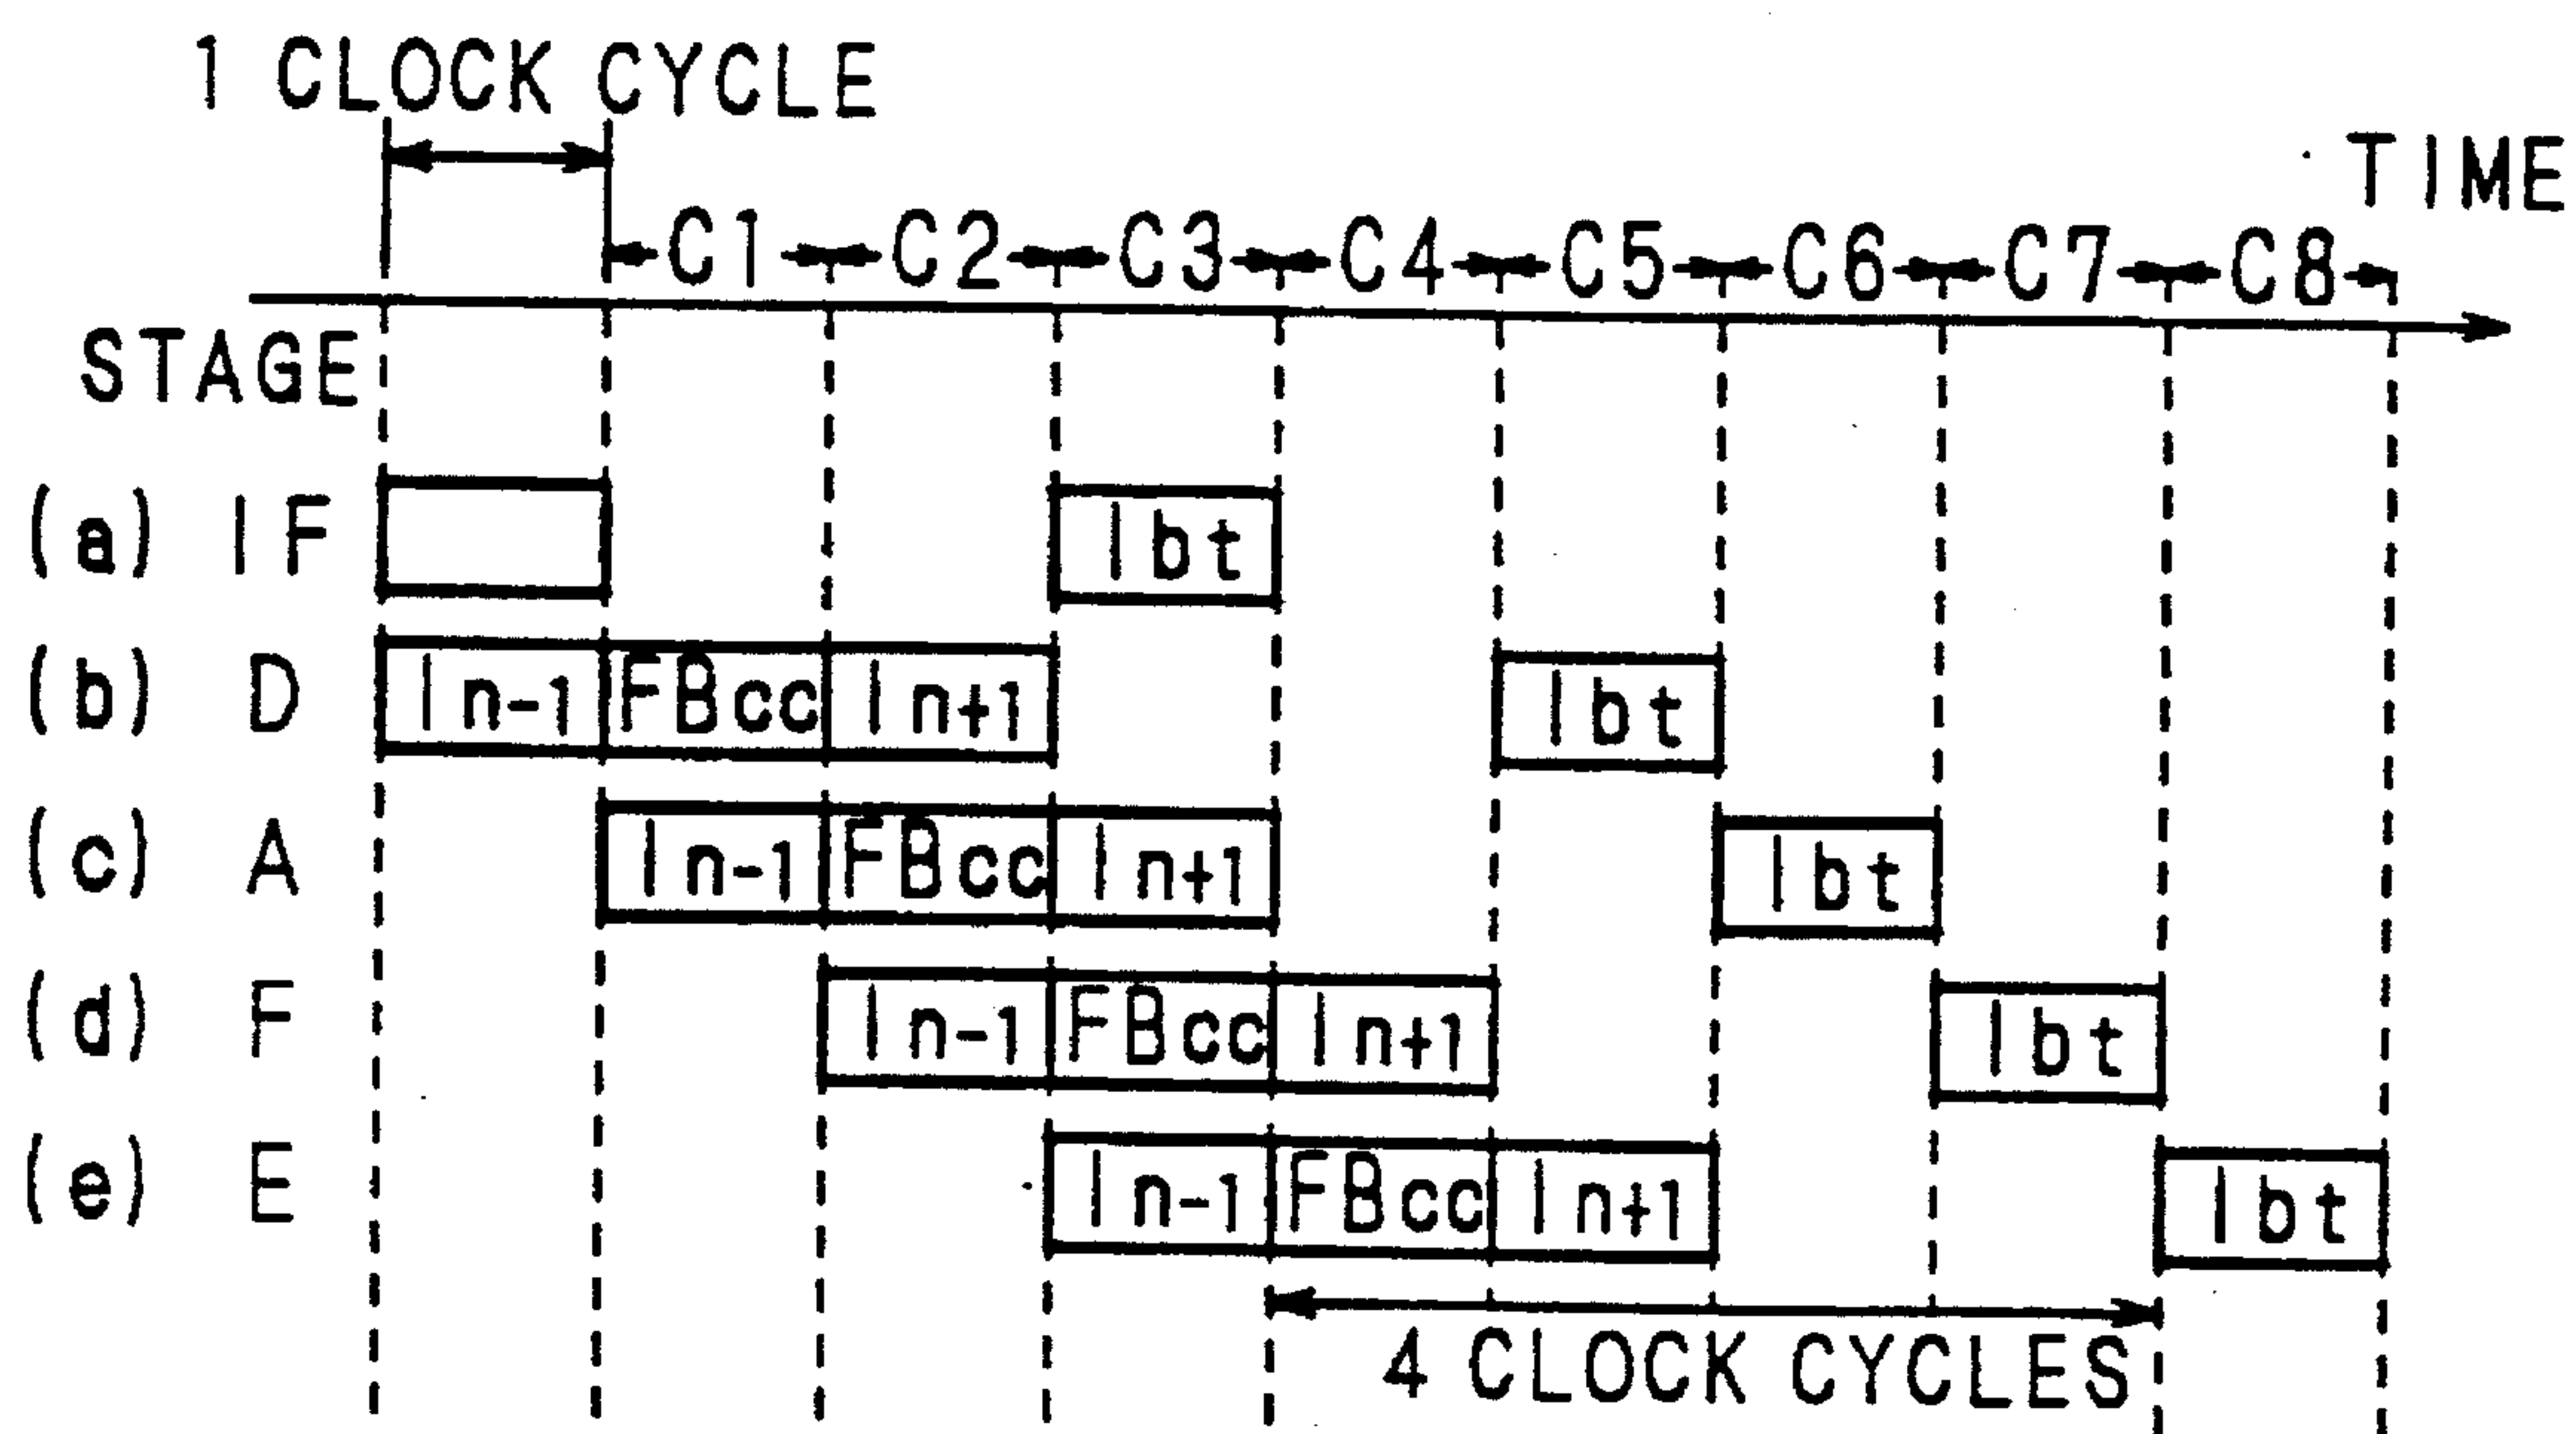 1 CLOCK CYCLE
TIME
C1 C2 C3 C4 C5 C6 C7 C8
STAGE
(a) IF Ibt
(b) D In-1 FBcc In+1 Ibt
(c) A In-1 FBcc In+1 Ibt
(d) F In-1 FBcc In+1 Ibt
(e) E In-1 FBcc In+1 Ibt
4 CLOCK CYCLES